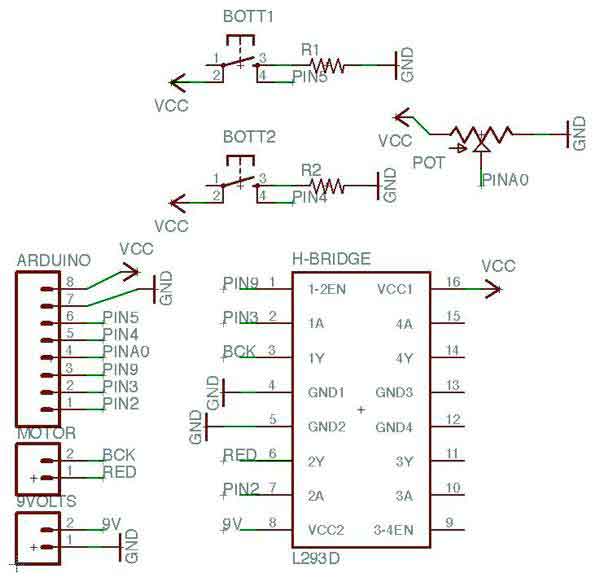 BOTT1
1 3 R1 GND
2 4 PIN5
VCC
VCC GND
POT
PINA0
BOTT2
1 3 R2 GND
2 4 PIN4
VCC
ARDUINO VCC
8
7 GND
6 PIN5
5 PIN4
4 PINA0
3 PIN9
2 PIN3
1 PIN2
MOTOR
2 BCK
1 RED
9VOLTS
2 9V
1 GND
H-BRIDGE
PIN9 1 1-2EN VCC1 16 VCC
PIN3 2 1A 4A 15
BCK 3 1Y 4Y 14
GND 4 GND1 GND3 13
GND 5 GND2 GND4 12
RED 6 2Y 3Y 11
PIN2 7 2A 3A 10
9V 8 VCC2 3-4EN 9
L293D